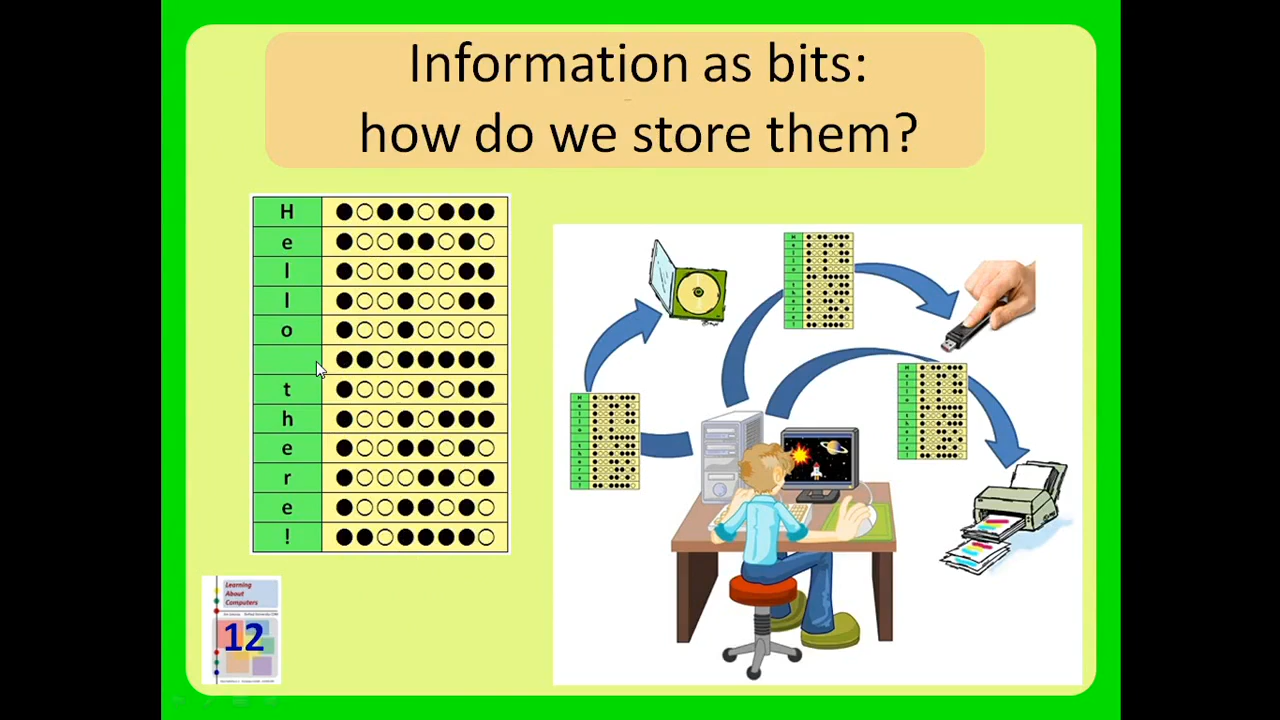 Information as bits:
how do we store them?
H
e
l
l
o
t
h
e
r
e
!
Learning
About
Computers
12